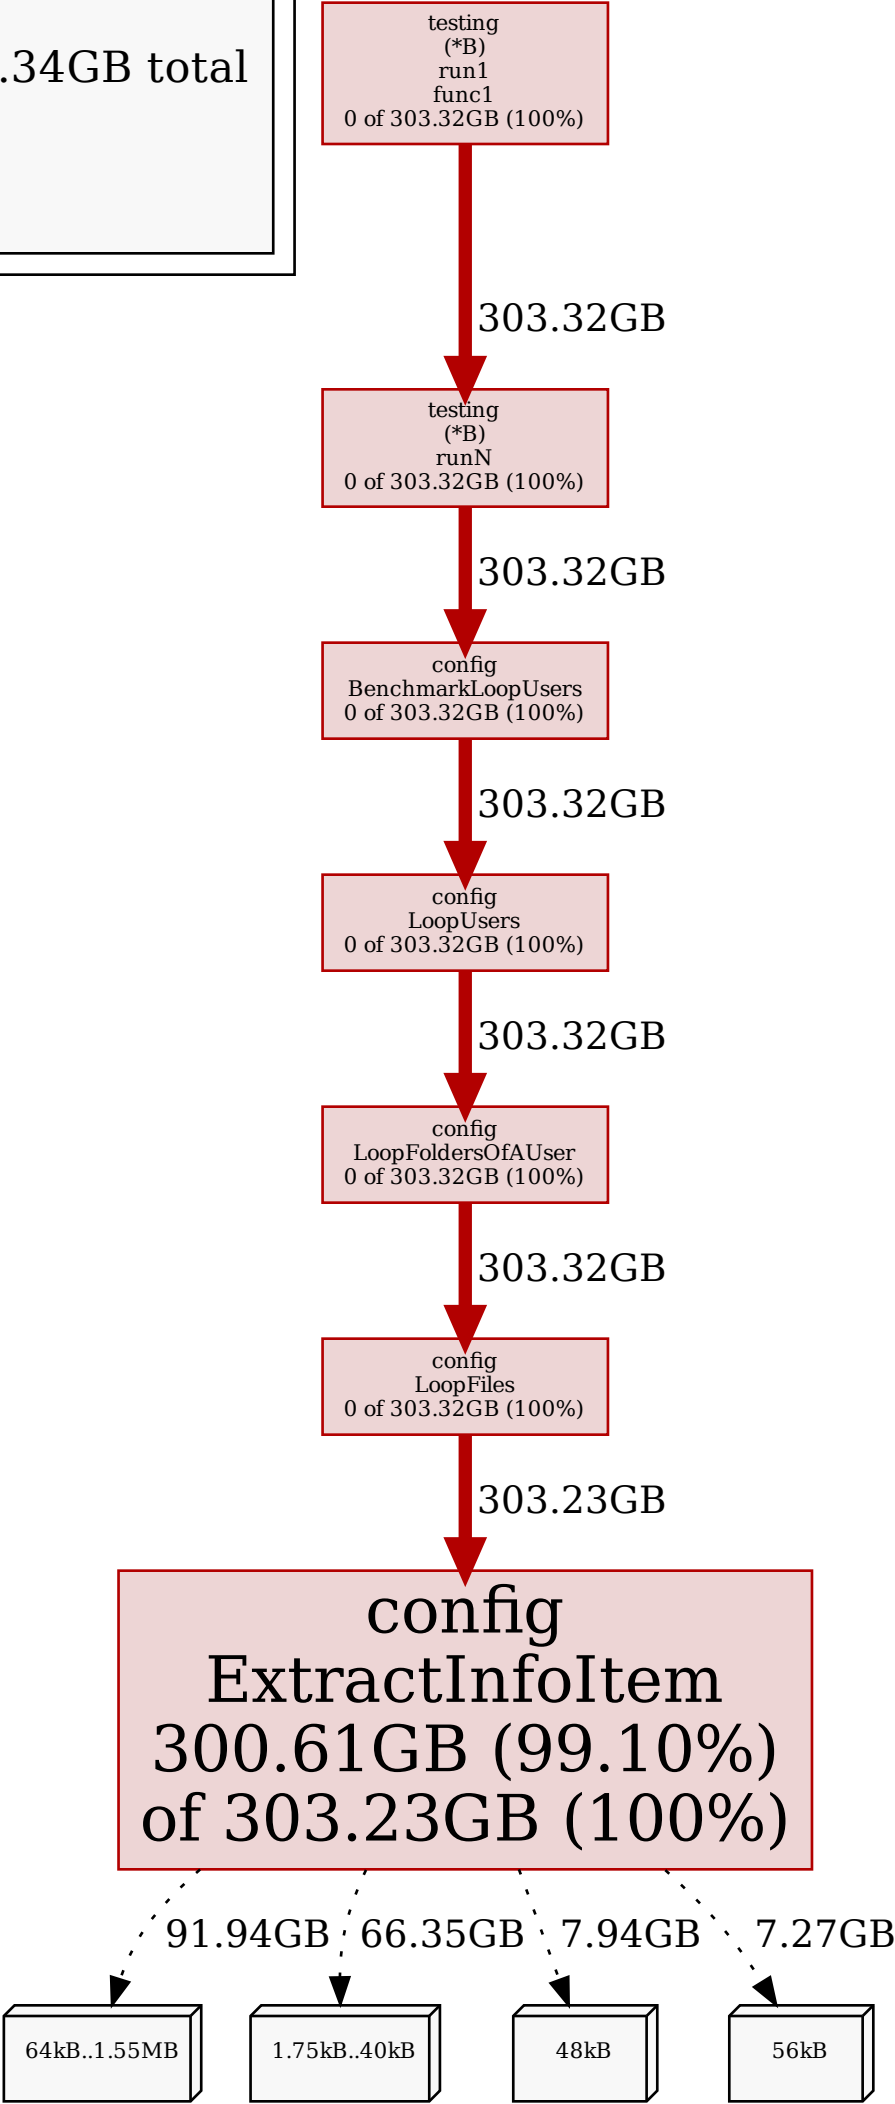 .34GB total
testing
(*B)
run1
func1
0 of 303.32GB (100%)
303.32GB
testing
(*B)
runN
0 of 303.32GB (100%)
303.32GB
config
BenchmarkLoopUsers
0 of 303.32GB (100%)
303.32GB
config
LoopUsers
0 of 303.32GB (100%)
303.32GB
config
LoopFoldersOfAUser
0 of 303.32GB (100%)
303.32GB
config
LoopFiles
0 of 303.32GB (100%)
303.23GB
config
ExtractInfoItem
300.61GB (99.10%)
of 303.23GB (100%)
91.94GB 66.35GB 7.94GB 7.27GB
64kB..1.55MB 1.75kB..40kB 48kB 56kB